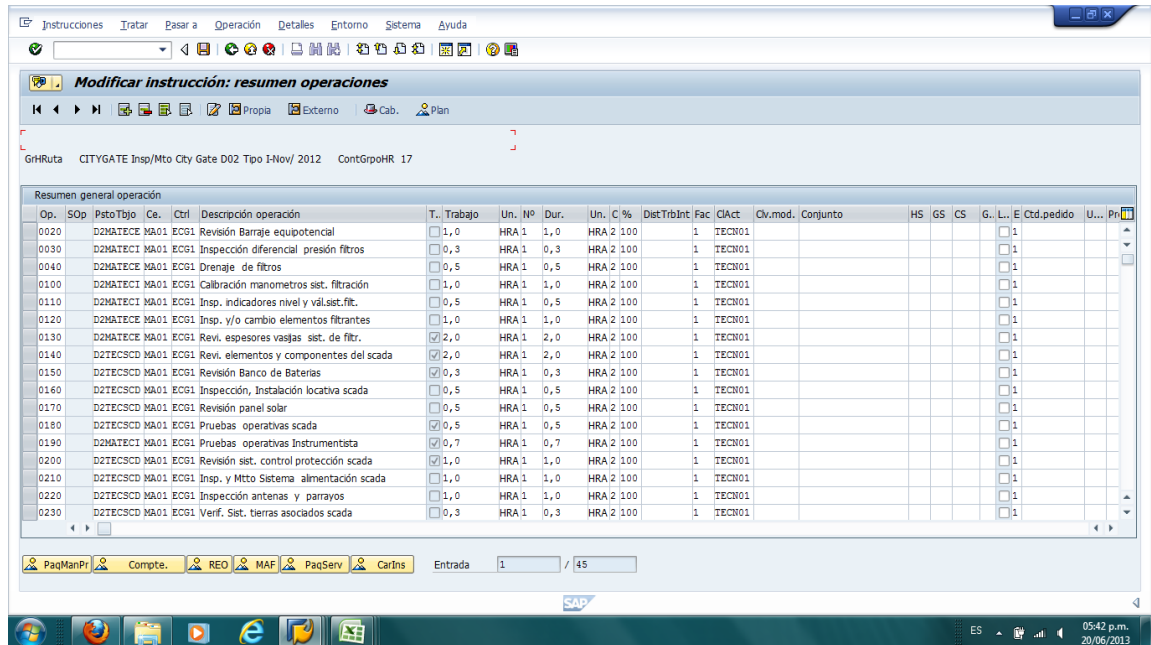 Instrucciones Tratar Pasar a Operación Detalles Entorno Sistema Ayuda
Modificar instrucción: resumen operaciones
Propia Externo Cab. Plan
GrHRuta CITYGATE Insp/Mto City Gate D02 Tipo I-Nov/ 2012 ContGrpoHR 17
Resumen general operación
Op. SOp PstoTbjo Ce. Ctrl Descripción operación T.. Trabajo Un. Nº Dur. Un. C % DistTrbInt Fac ClAct Clv.mod. Conjunto HS GS CS G.. L.. E Ctd.pedido U... Pr
0020 D2MATECE MA01 ECG1 Revisión Barraje equipotencial 1,0 HRA 1 1,0 HRA 2 100 1 TECN01 1
0030 D2MATECI MA01 ECG1 Inspección diferencial presión filtros 0,3 HRA 1 0,3 HRA 2 100 1 TECN01 1
0040 D2MATECE MA01 ECG1 Drenaje de filtros 0,5 HRA 1 0,5 HRA 2 100 1 TECN01 1
0100 D2MATECI MA01 ECG1 Calibración manometros sist. filtración 1,0 HRA 1 1,0 HRA 2 100 1 TECN01 1
0110 D2MATECI MA01 ECG1 Insp. indicadores nivel y vál.sist.filt. 0,5 HRA 1 0,5 HRA 2 100 1 TECN01 1
0120 D2MATECE MA01 ECG1 Insp. y/o cambio elementos filtrantes 1,0 HRA 1 1,0 HRA 2 100 1 TECN01 1
0130 D2MATECE MA01 ECG1 Revi. espesores vasijas sist. de filtr. 2,0 HRA 1 2,0 HRA 2 100 1 TECN01 1
0140 D2TECSCD MA01 ECG1 Revi. elementos y componentes del scada 2,0 HRA 1 2,0 HRA 2 100 1 TECN01 1
0150 D2TECSCD MA01 ECG1 Revisión Banco de Baterias 0,3 HRA 1 0,3 HRA 2 100 1 TECN01 1
0160 D2TECSCD MA01 ECG1 Inspección, Instalación locativa scada 0,5 HRA 1 0,5 HRA 2 100 1 TECN01 1
0170 D2TECSCD MA01 ECG1 Revisión panel solar 0,5 HRA 1 0,5 HRA 2 100 1 TECN01 1
0180 D2TECSCD MA01 ECG1 Pruebas operativas scada 0,5 HRA 1 0,5 HRA 2 100 1 TECN01 1
0190 D2MATECI MA01 ECG1 Pruebas operativas Instrumentista 0,7 HRA 1 0,7 HRA 2 100 1 TECN01 1
0200 D2TECSCD MA01 ECG1 Revisión sist. control protección scada 1,0 HRA 1 1,0 HRA 2 100 1 TECN01 1
0210 D2TECSCD MA01 ECG1 Insp. y Mtto Sistema alimentación scada 1,0 HRA 1 1,0 HRA 2 100 1 TECN01 1
0220 D2TECSCD MA01 ECG1 Inspección antenas y parrayos 1,0 HRA 1 1,0 HRA 2 100 1 TECN01 1
0230 D2TECSCD MA01 ECG1 Verif. Sist. tierras asociados scada 0,3 HRA 1 0,3 HRA 2 100 1 TECN01 1
PaqManPr Compte. REO MAF PaqServ CarIns Entrada 1 / 45
SAP
ES 05:42 p.m.
20/06/2013